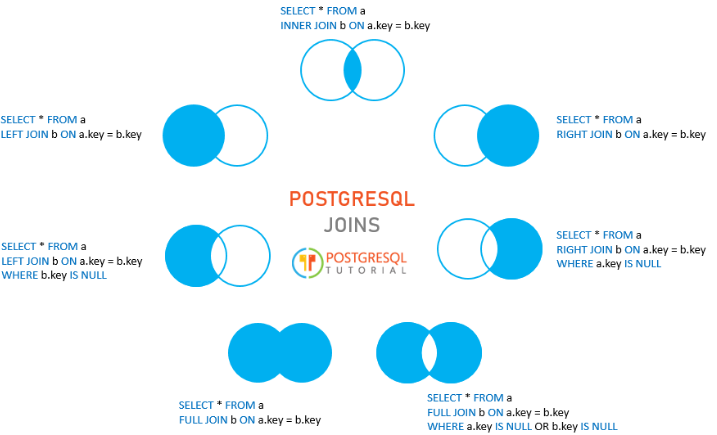 SELECT * FROM a
INNER JOIN b ON a.key = b.key
SELECT * FROM a
LEFT JOIN b ON a.key = b.key
SELECT * FROM a
RIGHT JOIN b ON a.key = b.key
POSTGRESQL
JOINS
POSTGRESQL
TUTORIAL
SELECT * FROM a
LEFT JOIN b ON a.key = b.key
WHERE b.key IS NULL
SELECT * FROM a
RIGHT JOIN b ON a.key = b.key
WHERE a.key IS NULL
SELECT * FROM a
FULL JOIN b ON a.key = b.key
SELECT * FROM a
FULL JOIN b ON a.key = b.key
WHERE a.key IS NULL OR b.key IS NULL